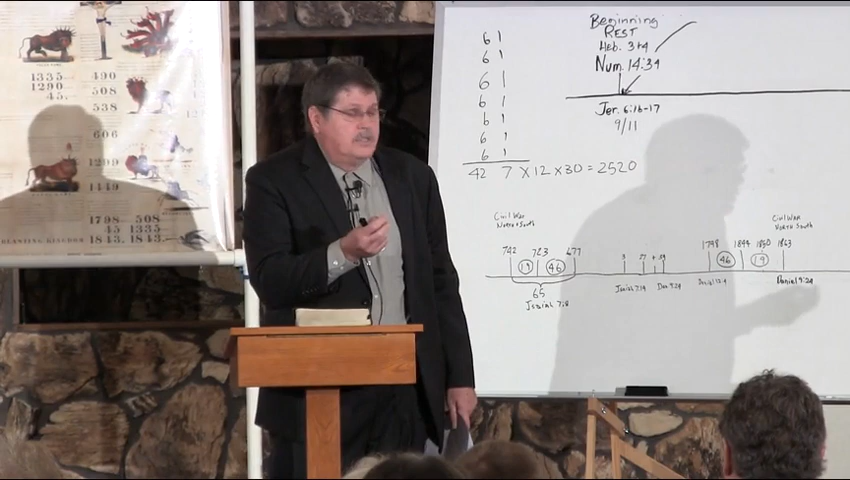 1335 490
1290 508
45. 538
606
1299
1449
1798 508
45 1335
1843. 1843.
6 1
6 1
6 1
6 1
6 1
6 1
6 1
42 7 X 12 X 30 = 2520
Beginning
REST
Heb. 3+4
Num. 14:34
Jer. 6:16-17
9/11
Civil War
North South
742 723 677
19 46
65
Isaiah 7:8
Isaiah 7:14 Dan 9:24
1798 1844 1850 1863
46 19
Civil War
North South
Daniel 9:24